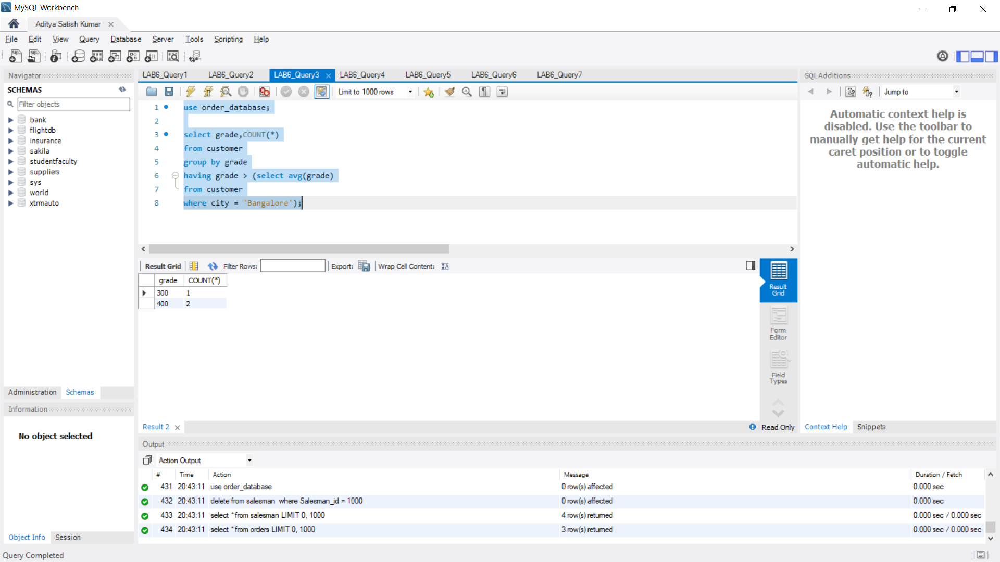 MySQL Workbench
Aditya Satish Kumar
File Edit View Query Database Server Tools Scripting Help
Navigator
SCHEMAS
Filter objects
bank
flightdb
insurance
sakila
studentfaculty
suppliers
sys
world
xtrmauto
Administration Schemas
Information
No object selected
Object Info Session
LAB6_Query1 LAB6_Query2 LAB6_Query3 LAB6_Query4 LAB6_Query5 LAB6_Query6 LAB6_Query7
Limit to 1000 rows
1 use order_database;
2
3 select grade,COUNT(*)
4 from customer
5 group by grade
6 having grade > (select avg(grade)
7 from customer
8 where city = 'Bangalore');
Result Grid Filter Rows: Export: Wrap Cell Content:
grade COUNT(*)
300 1
400 2
Result Grid
Form Editor
Field Types
Result 2
Read Only
SQLAdditions
Jump to
Automatic context help is
disabled. Use the toolbar to
manually get help for the current
caret position or to toggle
automatic help.
Context Help Snippets
Output
Action Output
# Time Action Message Duration / Fetch
431 20:43:11 use order_database 0 row(s) affected 0.000 sec
432 20:43:11 delete from salesman where Salesman_id = 1000 0 row(s) affected 0.000 sec
433 20:43:11 select * from salesman LIMIT 0, 1000 4 row(s) returned 0.000 sec / 0.000 sec
434 20:43:11 select * from orders LIMIT 0, 1000 3 row(s) returned 0.000 sec / 0.000 sec
Query Completed